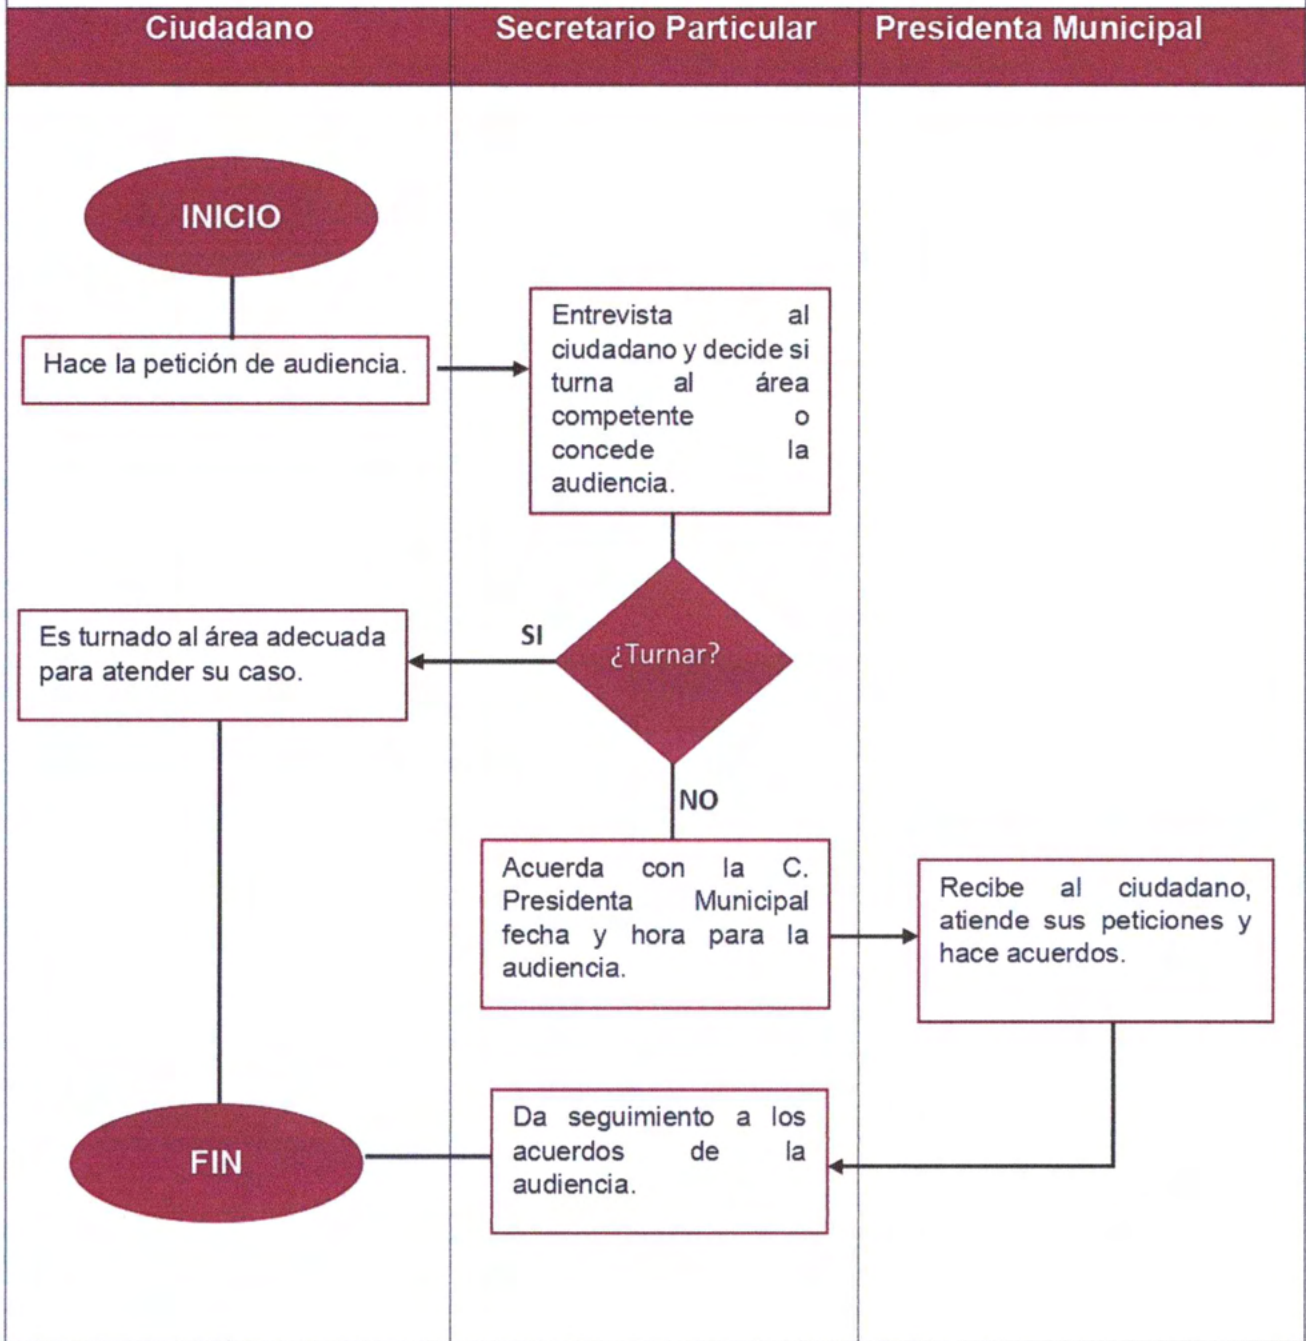 Ciudadano
Secretario Particular
Presidenta Municipal
INICIO
Hace la petición de audiencia.
Entrevista al
ciudadano y decide si
turna al área
competente o
concede la
audiencia.
¿Turnar?
SI
Es turnado al área adecuada
para atender su caso.
NO
Acuerda con la C.
Presidenta Municipal
fecha y hora para la
audiencia.
Recibe al ciudadano,
atiende sus peticiones y
hace acuerdos.
Da seguimiento a los
acuerdos de la
audiencia.
FIN